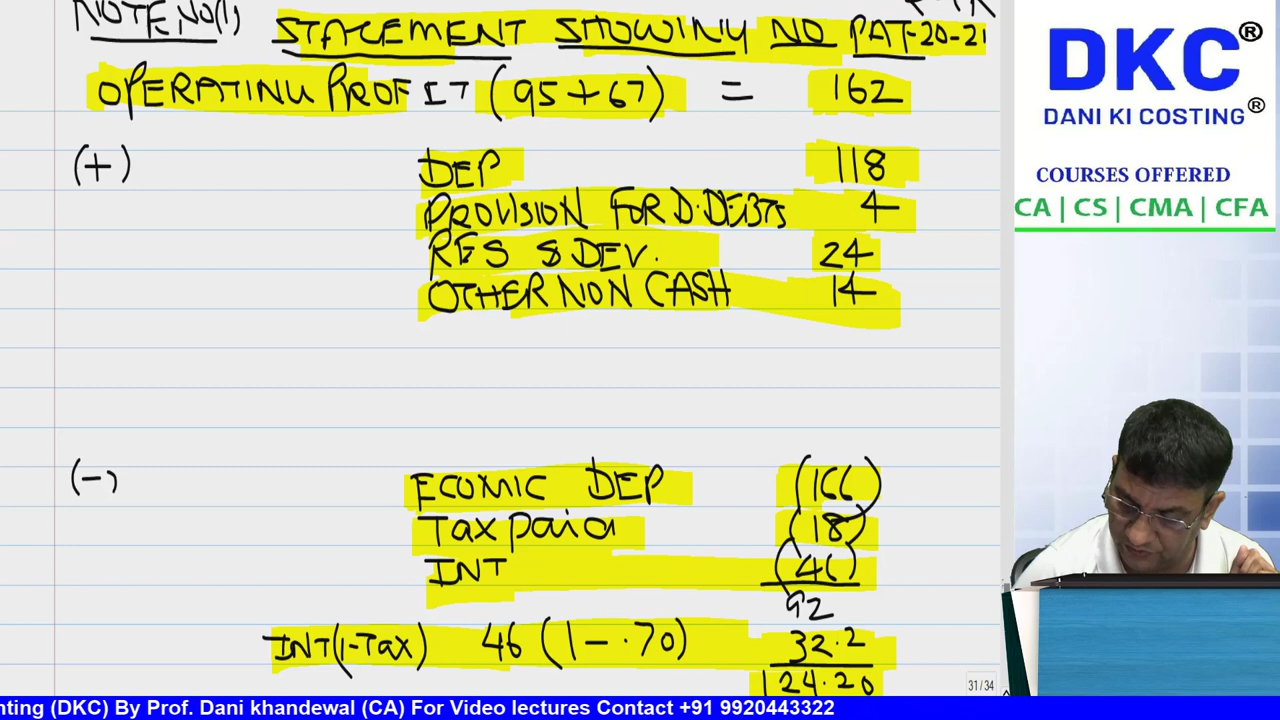 NOTE NO(1) STATEMENT SHOWING NO PAT-20-21
OPERATING PROFIT (95+67) = 162
(+) DEP 118
PROVISION FOR D.DEBTS 4
RES & DEV. 24
OTHER NON CASH 14
(-) ECOMIC DEP (166)
Tax paid (18)
INT (46)
92
INT(1-Tax) 46 (1-.70) 32.2
124.20
31/34
DKC®
DANI KI COSTING®
COURSES OFFERED
CA | CS | CMA | CFA
nting (DKC) By Prof. Dani khandewal (CA) For Video lectures Contact +91 9920443322